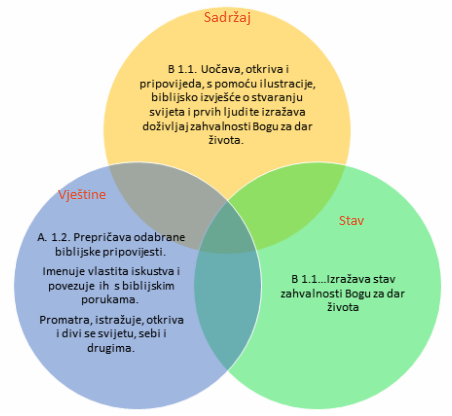 Sadržaj
B 1.1. Uočava, otkriva i
pripovijeda, s pomoću ilustracije,
biblijsko izvješće o stvaranju
svijeta i prvih ljudi te izražava
doživljaj zahvalnosti Bogu za dar
života.
Vještine
A. 1.2. Prepričava odabrane
biblijske pripovijesti.
Imenuje vlastita iskustva i
povezuje ih s biblijskim
porukama.
Promatra, istražuje, otkriva
i divi se svijetu, sebi i
drugima.
Stav
B 1.1...Izražava stav
zahvalnosti Bogu za dar
života